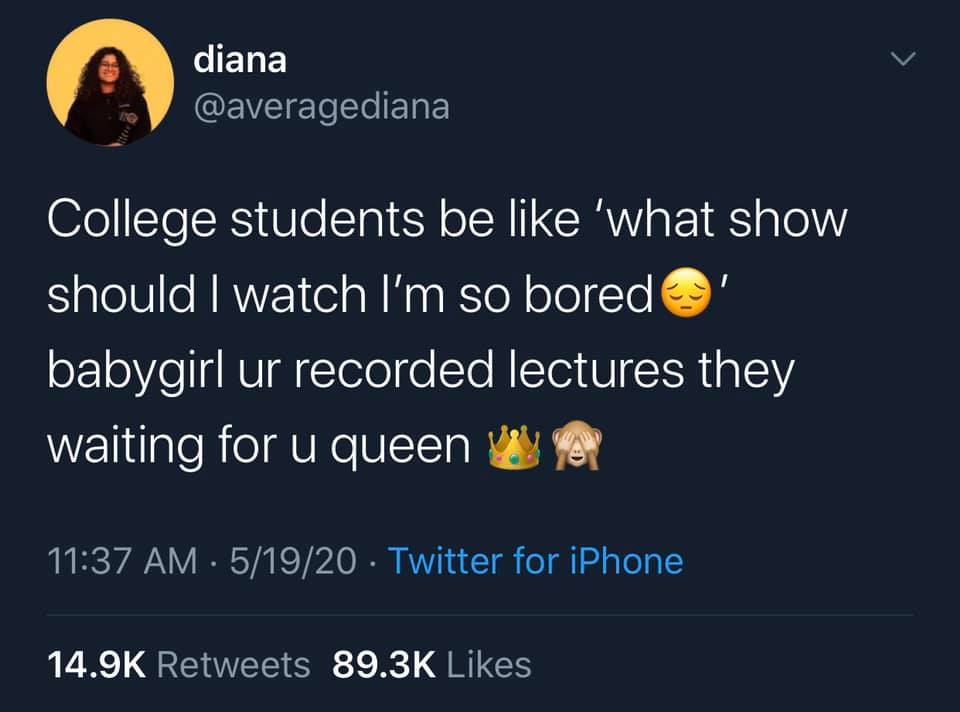 diana
@averagediana
College students be like ‘what show
should I watch I’m so bored😔’
babygirl ur recorded lectures they
waiting for u queen 👑🙈
11:37 AM · 5/19/20 · Twitter for iPhone
14.9K Retweets 89.3K Likes